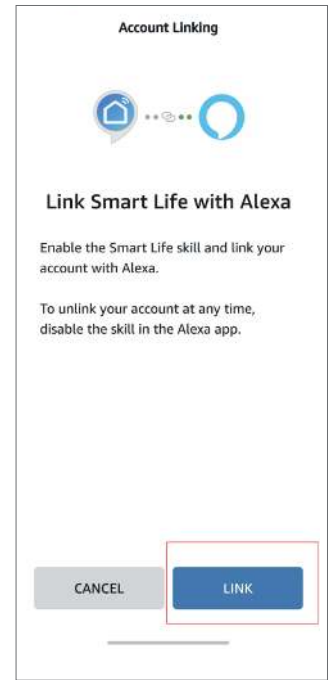 Account Linking
Link Smart Life with Alexa
Enable the Smart Life skill and link your
account with Alexa.
To unlink your account at any time,
disable the skill in the Alexa app.
CANCEL
LINK